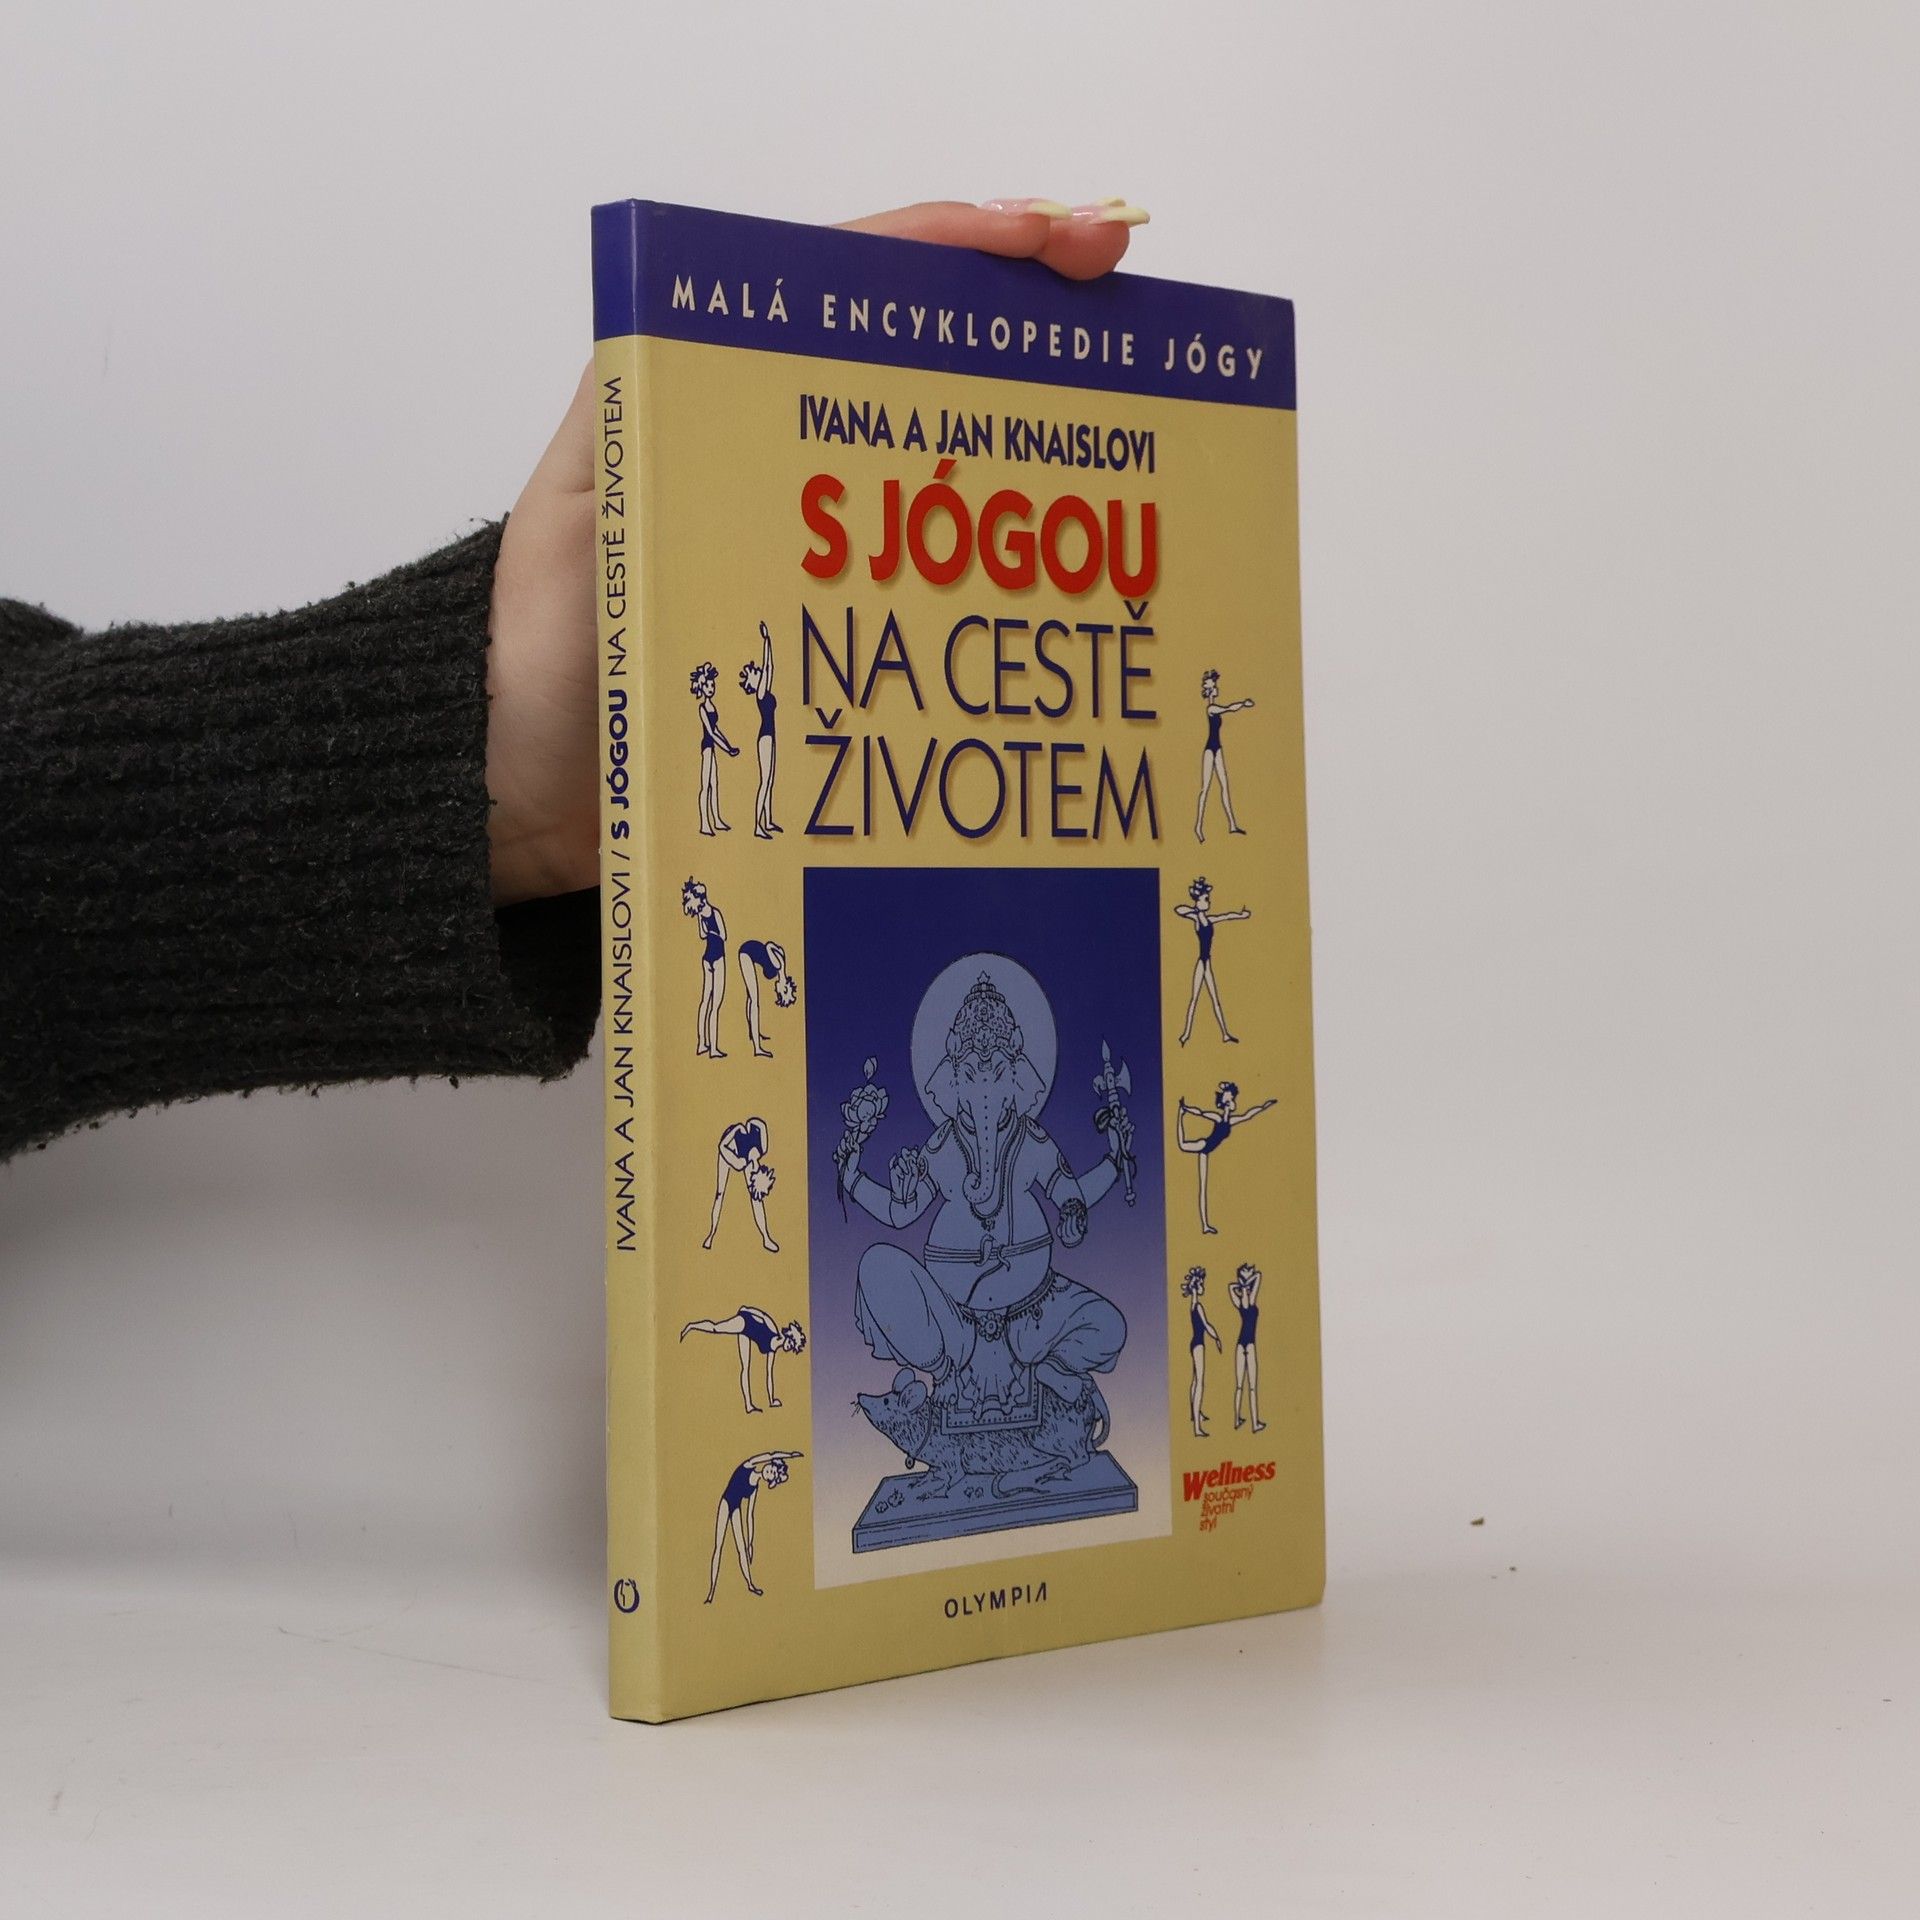 MALÁ ENCYKLOPEDIE JÓGY
IVANA A JAN KNAISLOVI
S JÓGOU
NA CESTĚ
ŽIVOTEM
Wellness
současný
životní
styl
OLYMPIA
IVANA A JAN KNAISLOVI / S JÓGOU NA CESTĚ ŽIVOTEM